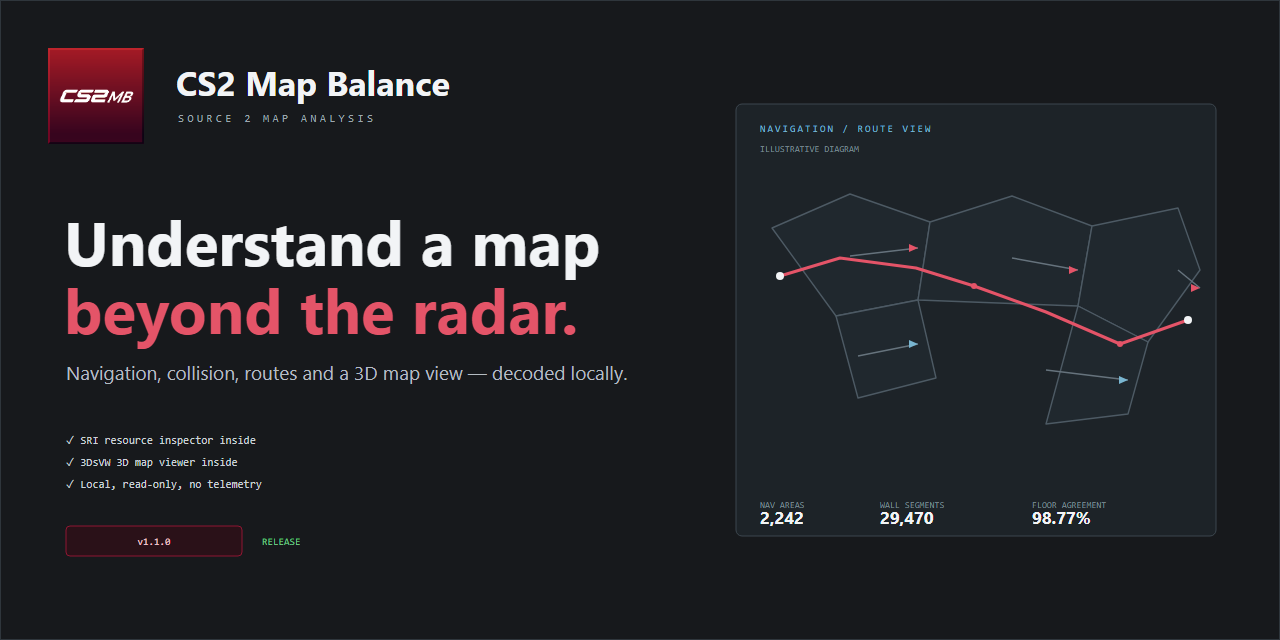 CS2MB
CS2 Map Balance
SOURCE 2 MAP ANALYSIS
Understand a map
beyond the radar.
Navigation, collision, routes and a 3D map view — decoded locally.
✓ SRI resource inspector inside
✓ 3DsVW 3D map viewer inside
✓ Local, read-only, no telemetry
v1.1.0
RELEASE
NAVIGATION / ROUTE VIEW
ILLUSTRATIVE DIAGRAM
NAV AREAS
2,242
WALL SEGMENTS
29,470
FLOOR AGREEMENT
98.77%